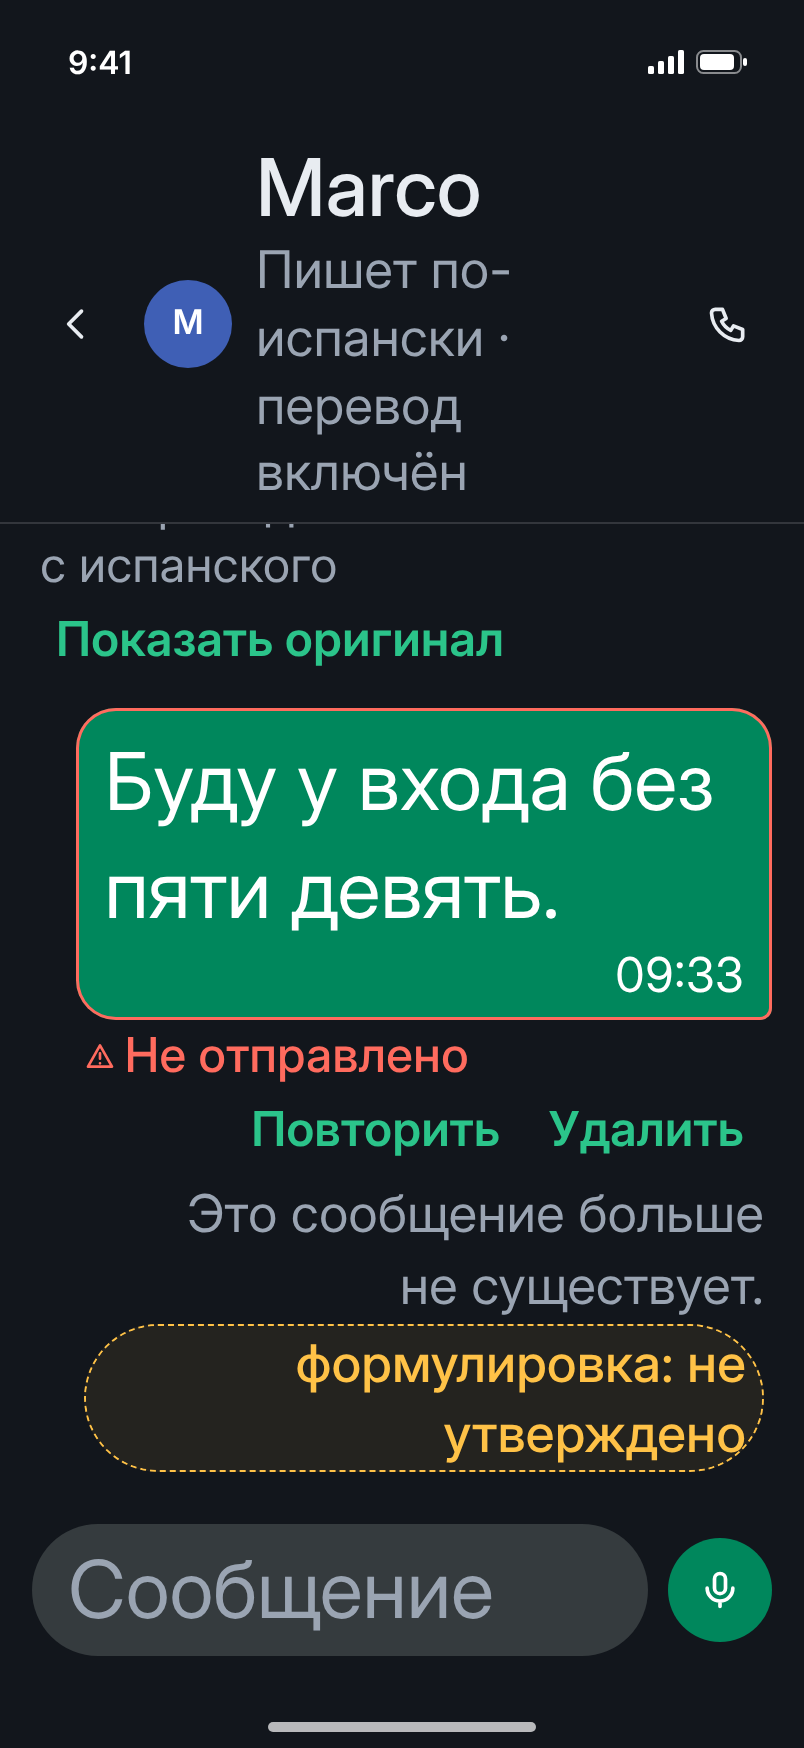 9:41
Marco
M
Пишет по-
испански ·
перевод
включён
с испанского
Показать оригинал
Буду у входа без
пяти девять.
09:33
Не отправлено
Повторить Удалить
Это сообщение больше
не существует.
формулировка: не
утверждено
Сообщение